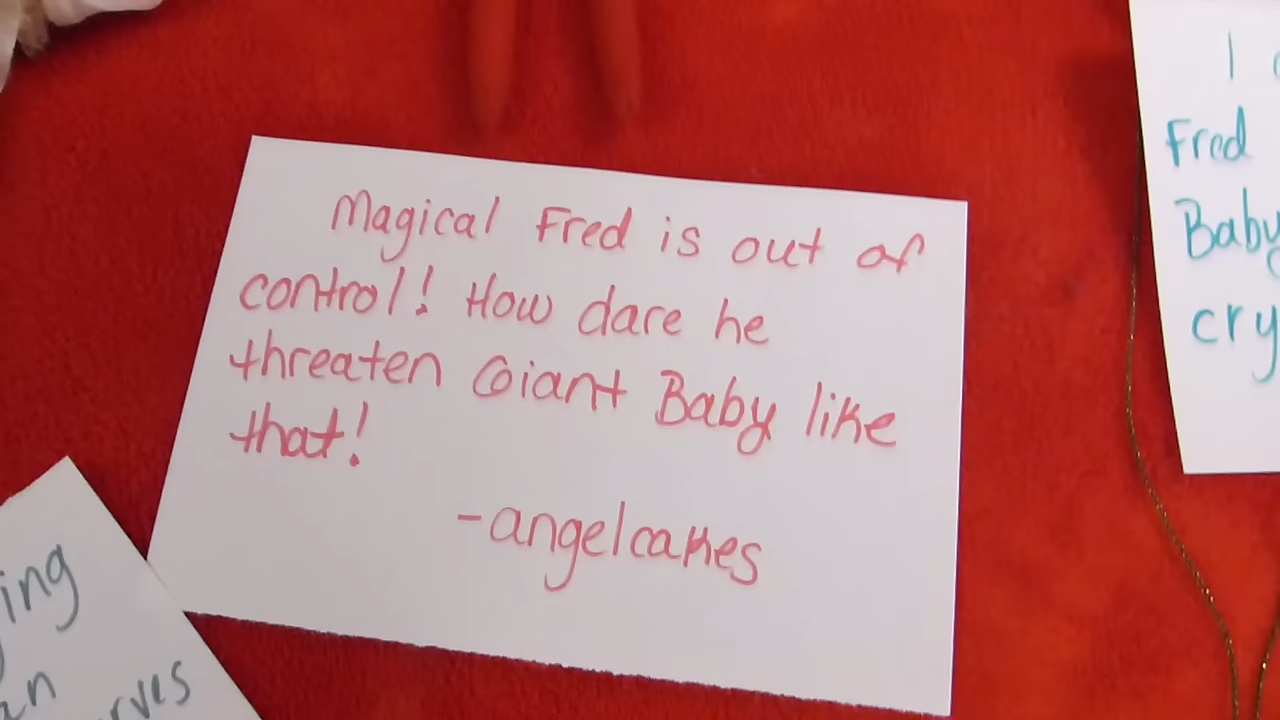 Magical Fred is out of
control! How dare he
threaten Giant Baby like
that!
-angelcakes
I
Fred
Baby
cry
ing